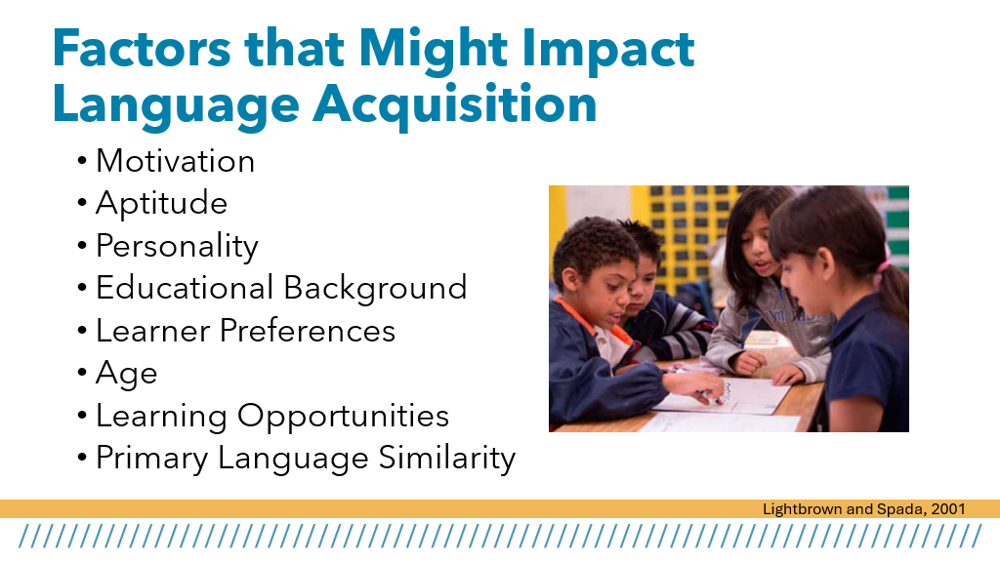 Factors that Might Impact
Language Acquisition
• Motivation
• Aptitude
• Personality
• Educational Background
• Learner Preferences
• Age
• Learning Opportunities
• Primary Language Similarity
Lightbrown and Spada, 2001